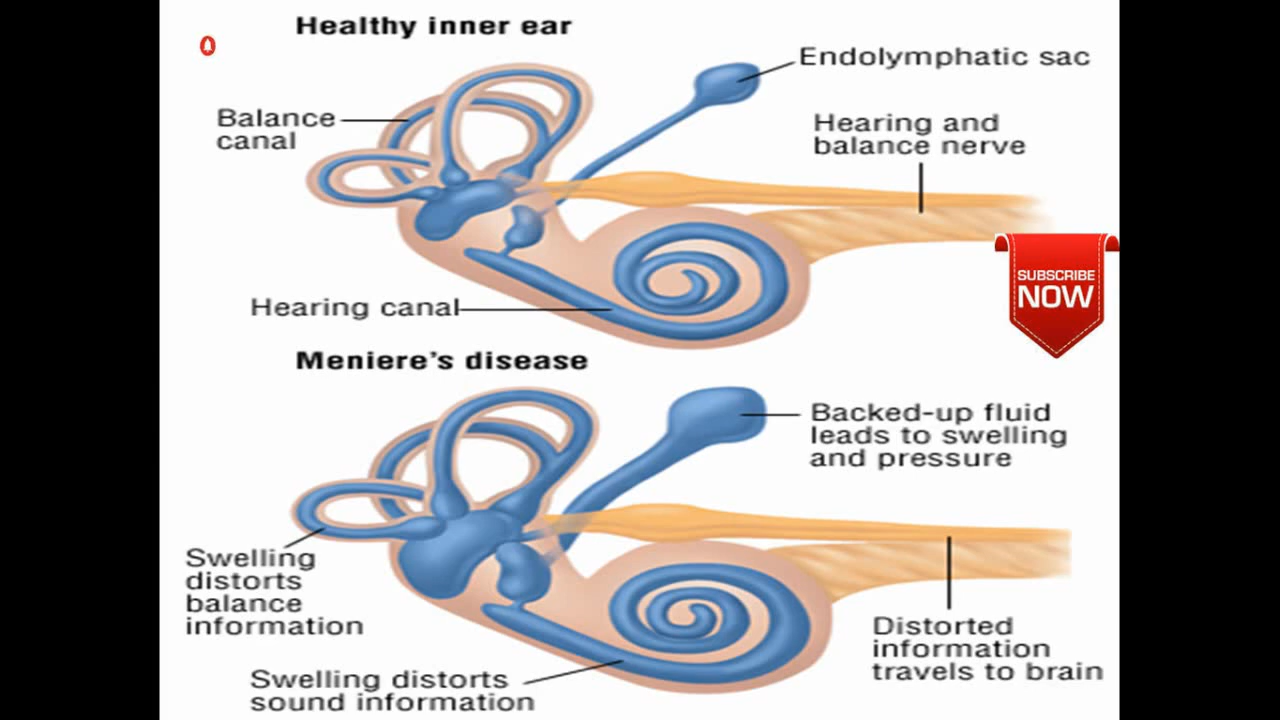 Healthy inner ear
Endolymphatic sac
Balance
canal
Hearing and
balance nerve
SUBSCRIBE
NOW
Hearing canal
Meniere's disease
Backed-up fluid
leads to swelling
and pressure
Swelling
distorts
balance
information
Distorted
information
travels to brain
Swelling distorts
sound information